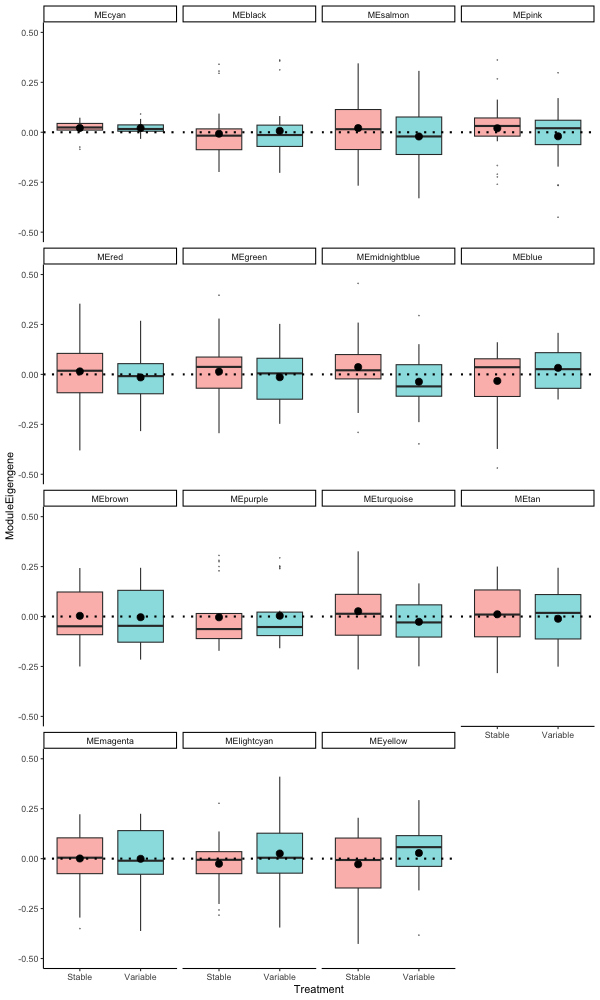 MEcyan MEblack MEsalmon MEpink
0.50
0.25
0.00
-0.25
-0.50
MEred MEgreen MEmidnightblue MEblue
0.50
0.25
0.00
-0.25
-0.50
ModuleEigengene
MEbrown MEpurple MEturquoise MEtan
0.50
0.25
0.00
-0.25
-0.50
Stable Variable
MEmagenta MElightcyan MEyellow
0.50
0.25
0.00
-0.25
-0.50
Stable Variable Stable Variable Stable Variable
Treatment